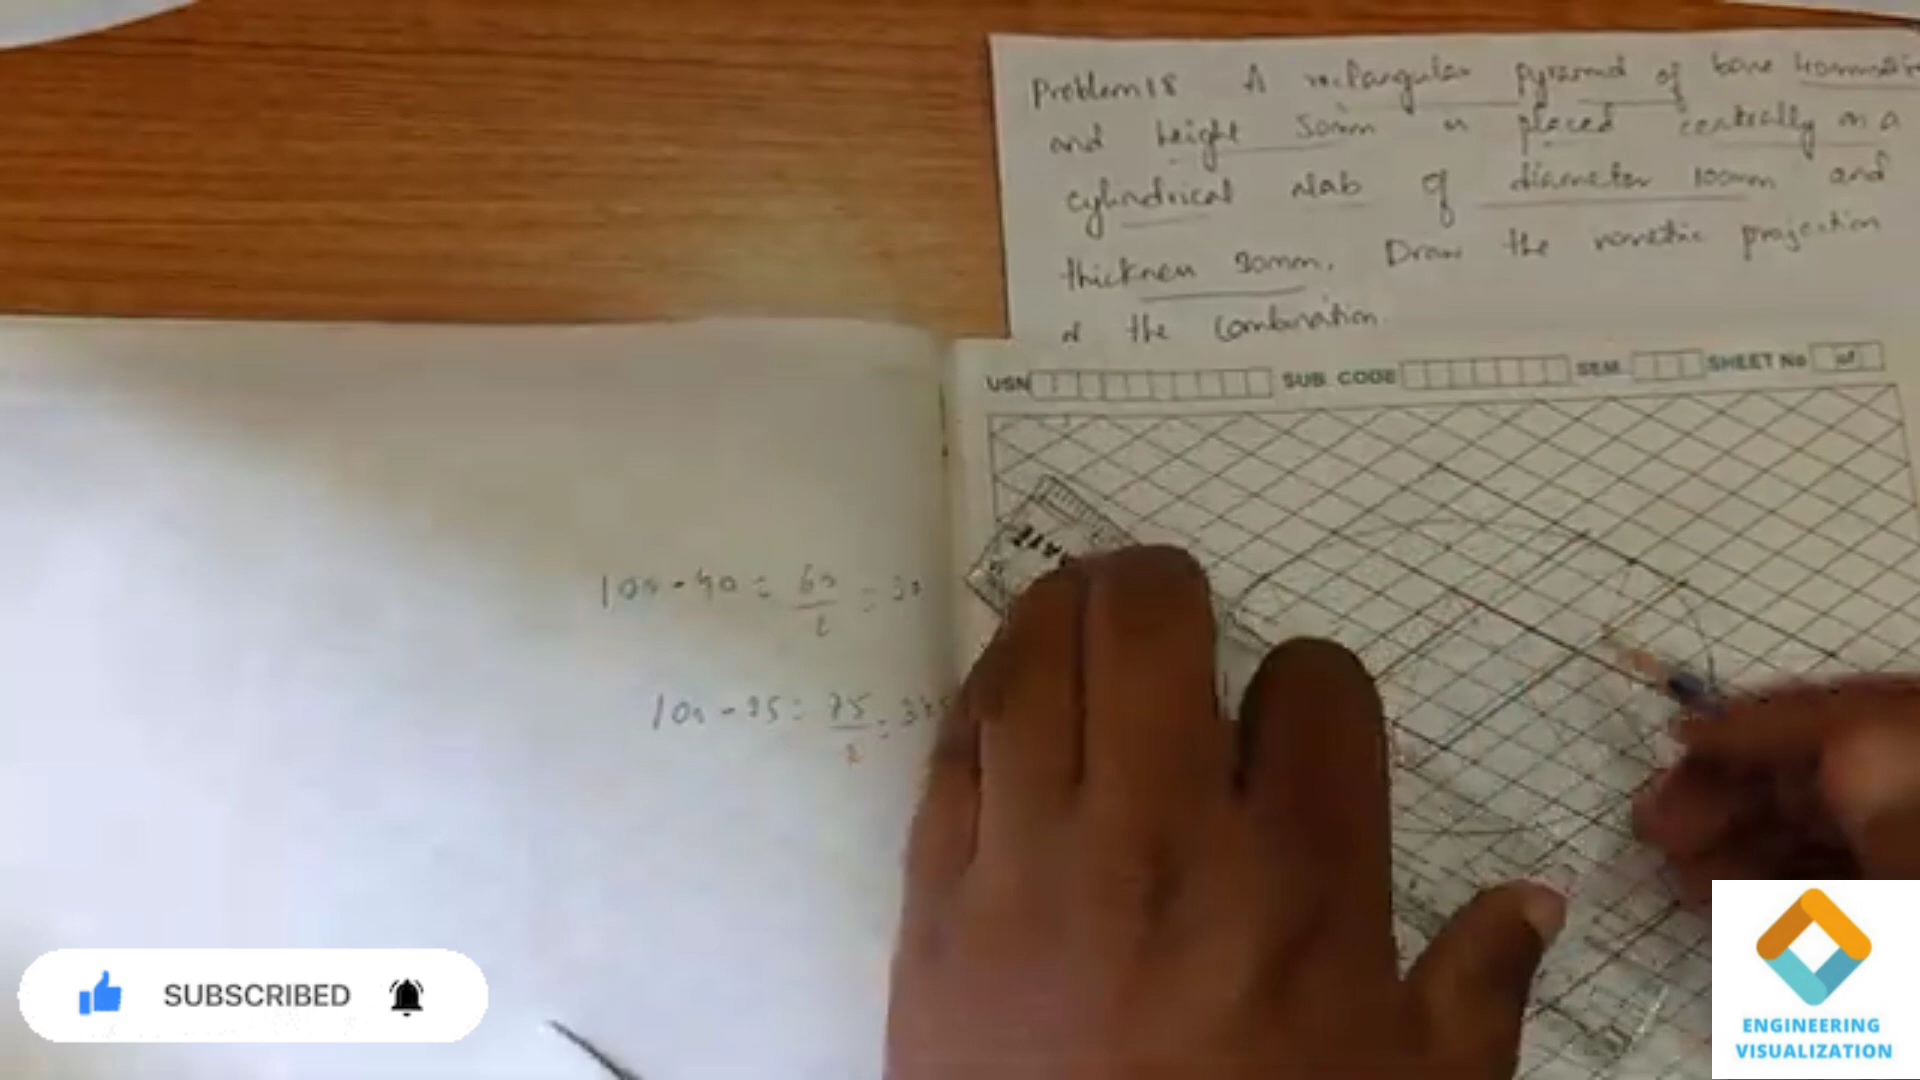 Problem 18 A rectangular pyramid of base 40mmx25
and height 50mm is placed centrally on a
cylindrical slab of diameter 100mm and
thickness 30mm. Draw the isometric projection
of the combination
USN SUB. CODE SEM SHEET No
100 - 40 = 60/2 = 30
100 - 25 = 75/2 = 375
SUBSCRIBED
ENGINEERING
VISUALIZATION